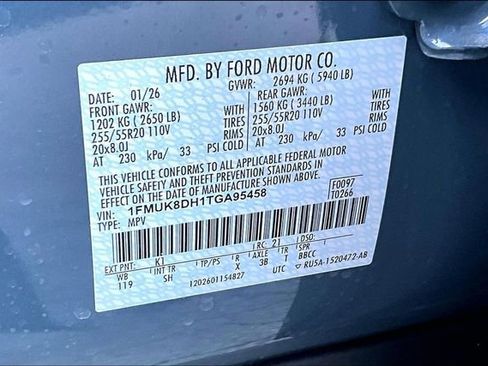 MFD. BY FORD MOTOR CO.
DATE: 01/26 GVWR: 2694 KG ( 5940 LB)
FRONT GAWR: REAR GAWR:
1202 KG ( 2650 LB) WITH 1560 KG ( 3440 LB) WITH
255/55R20 110V TIRES 255/55R20 110V TIRES
20x8.0J RIMS 20x8.0J RIMS
AT 230 kPa/ 33 PSI COLD AT 230 kPa/ 33 PSI COLD
THIS VEHICLE CONFORMS TO ALL APPLICABLE FEDERAL MOTOR
VEHICLE SAFETY AND THEFT PREVENTION STANDARDS IN
EFFECT ON THE DATE OF MANUFACTURE SHOWN ABOVE.
VIN: 1FMUK8DH1TGA95458 F0097
TYPE: MPV T0266
EXT PNT: K1 RC: 21 DSO:
WB INT TR TP/PS R AXLE TR SPR
119 SH X 3B T BBCC
1202601154827 UTC RU5A-1520472-AB